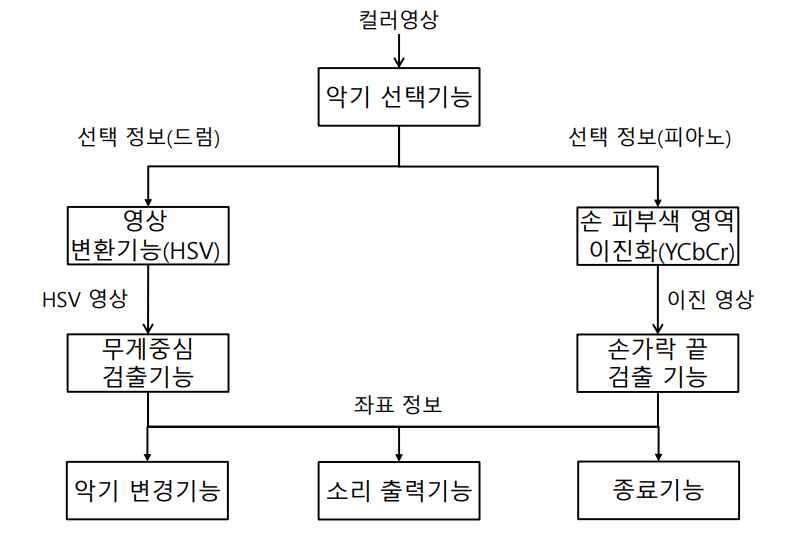 컬러영상
악기 선택기능
선택 정보(드럼)
선택 정보(피아노)
영상
변환기능(HSV)
손 피부색 영역
이진화(YCbCr)
HSV 영상
이진 영상
무게중심
검출기능
손가락 끝
검출 기능
좌표 정보
악기 변경기능
소리 출력기능
종료기능